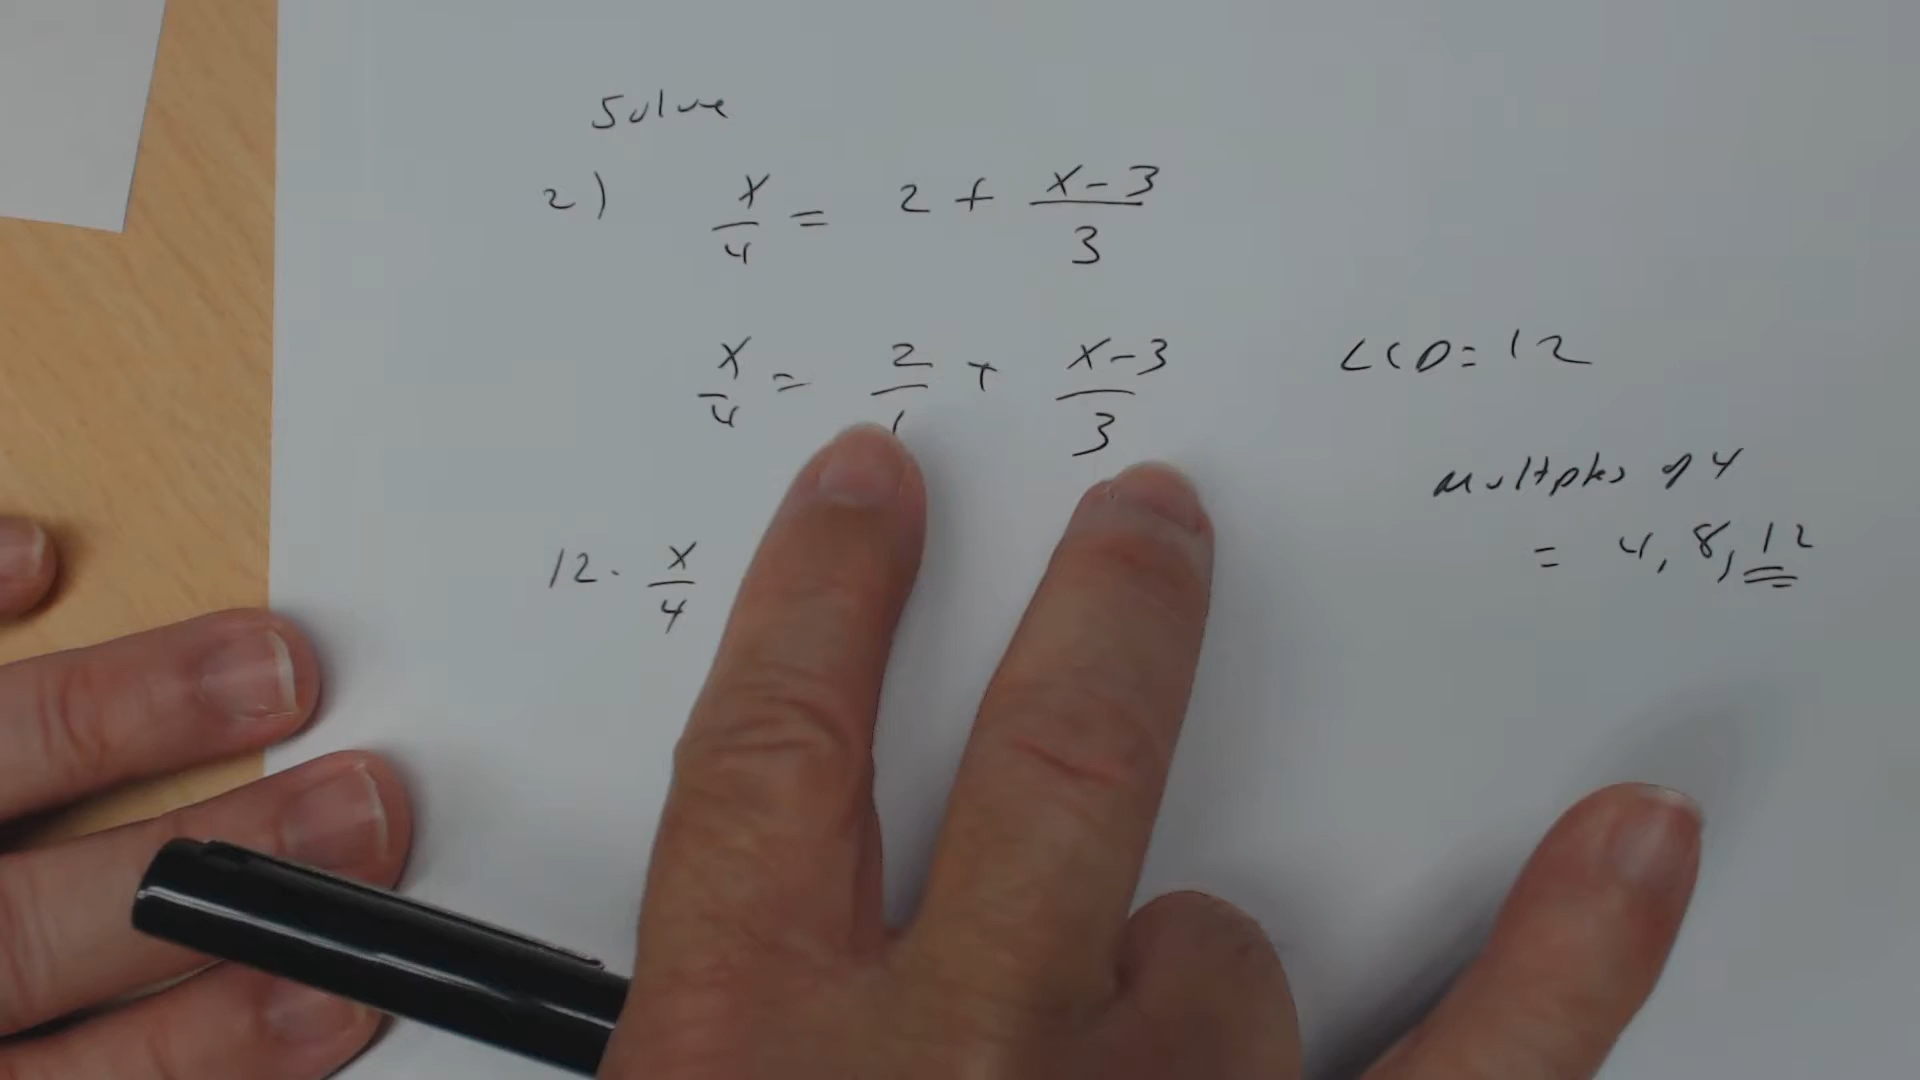 Solve
2) x/4 = 2 + x-3/3
x/4 = 2/1 + x-3/3 LCD = 12
multiples of 4
= 4, 8, 12
12 · x/4